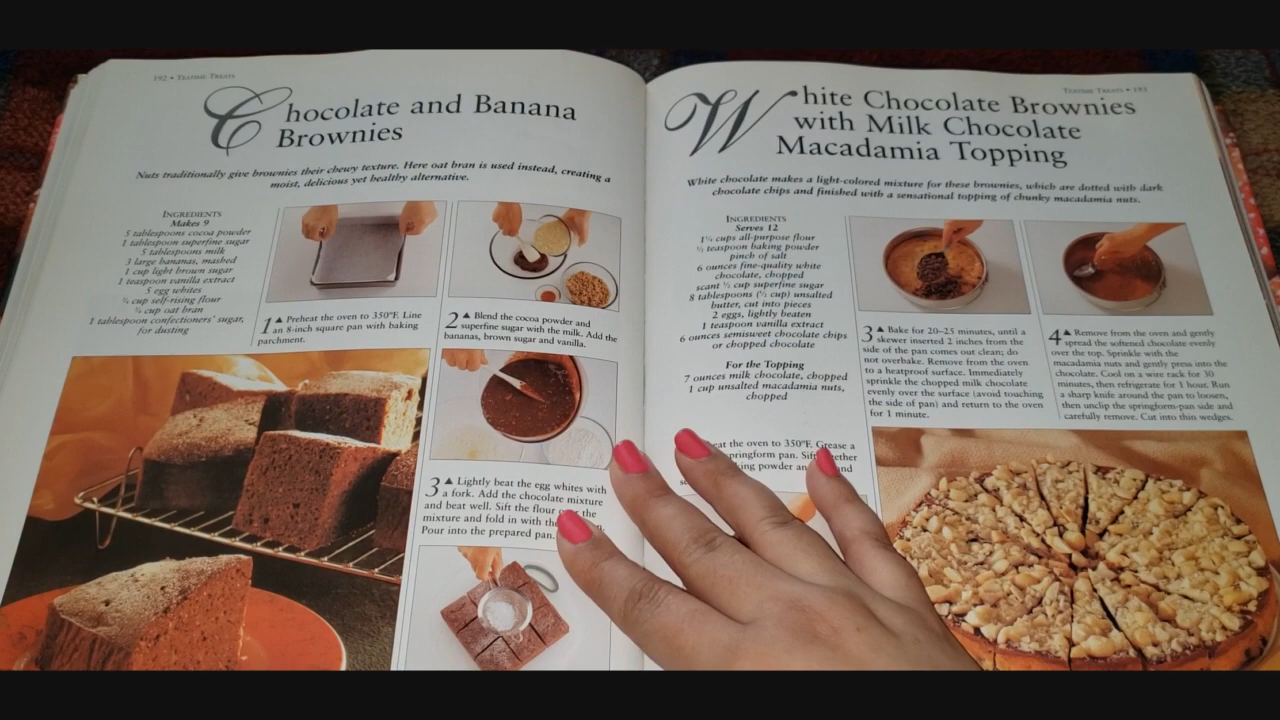 192 • TEATIME TREATS
Chocolate and Banana
Brownies
Nuts traditionally give brownies their chewy texture. Here oat bran is used instead, creating a
moist, delicious yet healthy alternative.
INGREDIENTS
Makes 9
5 tablespoons cocoa powder
1 tablespoon superfine sugar
5 tablespoons milk
3 large bananas, mashed
1 cup light brown sugar
1 teaspoon vanilla extract
5 egg whites
¾ cup self-rising flour
¾ cup oat bran
1 tablespoon confectioners' sugar,
for dusting
1 ▲ Preheat the oven to 350°F. Line
an 8-inch square pan with baking
parchment.
2 ▲ Blend the cocoa powder and
superfine sugar with the milk. Add the
bananas, brown sugar and vanilla.
3 ▲ Lightly beat the egg whites with
a fork. Add the chocolate mixture
and beat well. Sift the flour the
mixture and fold in with the
Pour into the prepared pan.
TEATIME TREATS • 193
White Chocolate Brownies
with Milk Chocolate
Macadamia Topping
White chocolate makes a light-colored mixture for these brownies, which are dotted with dark
chocolate chips and finished with a sensational topping of chunky macadamia nuts.
INGREDIENTS
Serves 12
1¼ cups all-purpose flour
½ teaspoon baking powder
pinch of salt
6 ounces fine-quality white
chocolate, chopped
scant ½ cup superfine sugar
8 tablespoons (½ cup) unsalted
butter, cut into pieces
2 eggs, lightly beaten
1 teaspoon vanilla extract
6 ounces semisweet chocolate chips
or chopped chocolate
For the Topping
7 ounces milk chocolate, chopped
1 cup unsalted macadamia nuts,
chopped
the oven to 350°F. Grease a
pan. Sift
powder and
3 ▲ Bake for 20–25 minutes, until a
skewer inserted 2 inches from the
side of the pan comes out clean; do
not overbake. Remove from the oven
to a heatproof surface. Immediately
sprinkle the chopped milk chocolate
evenly over the surface (avoid touching
the side of pan) and return to the oven
for 1 minute.
4 ▲ Remove from the oven and gently
spread the softened chocolate evenly
over the top. Sprinkle with the
macadamia nuts and gently press into the
chocolate. Cool on a wire rack for 30
minutes, then refrigerate for 1 hour. Run
a sharp knife around the pan to loosen,
then unclip the springform-pan side and
carefully remove. Cut into thin wedges.